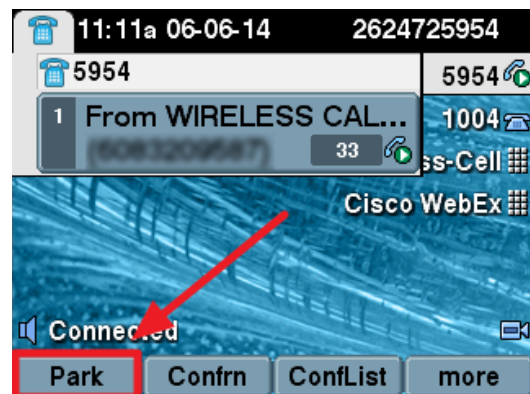 11:11a 06-06-14 2624725954
5954 5954
1 From WIRELESS CAL... 1004
33 ss-Cell
Cisco WebEx
Connected
Park Confrn ConfList more